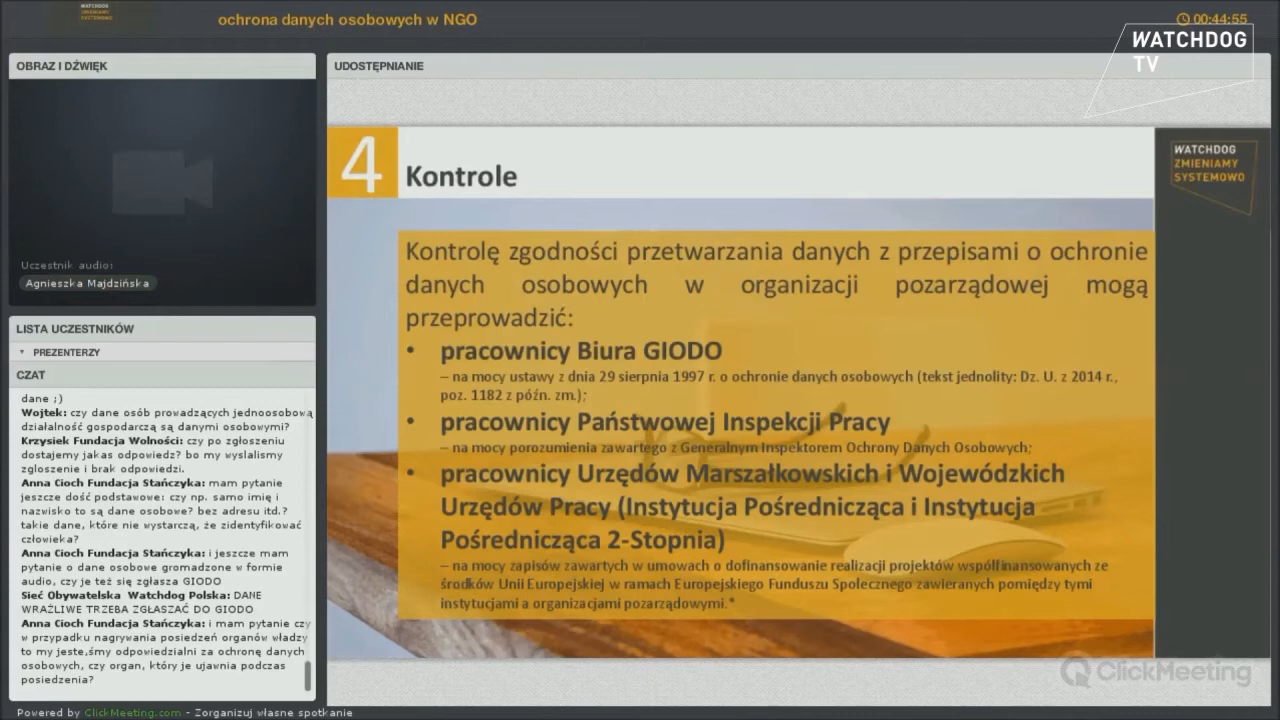 WATCHDOG
ZMIENIAMY
SYSTEMOWO
ochrona danych osobowych w NGO
00:44:55
WATCHDOG
TV
OBRAZ I DŹWIĘK
Uczestnik audio:
Agnieszka Majdzińska
LISTA UCZESTNIKÓW
PREZENTERZY
CZAT
dane ;)
Wojtek: czy dane osób prowadzących jednoosobową
działalność gospodarczą są danymi osobowymi?
Krzysiek Fundacja Wolności: czy po zgłoszeniu
dostajemy jakas odpowiedz? bo my wyslalismy
zgloszenie i brak odpowiedzi.
Anna Cioch Fundacja Stańczyka: mam pytanie
jeszcze dość podstawowe: czy np. samo imię i
nazwisko to są dane osobowe? bez adresu itd.?
takie dane, które nie wystarczą, że zidentyfikować
człowieka?
Anna Cioch Fundacja Stańczyka: i jeszcze mam
pytanie o dane osobowe gromadzone w formie
audio, czy je też się zgłasza GIODO
Sieć Obywatelska Watchdog Polska: DANE
WRAŻLIWE TRZEBA ZGŁASZAĆ DO GIODO
Anna Cioch Fundacja Stańczyka: i mam pytanie czy
w przypadku nagrywania posiedzeń organów władzy
to my jeste,śmy odpowiedzialni za ochronę danych
osobowych, czy organ, który je ujawnia podczas
posiedzenia?
UDOSTĘPNIANIE
4
Kontrole
Kontrolę zgodności przetwarzania danych z przepisami o ochronie
danych osobowych w organizacji pozarządowej mogą
przeprowadzić:
• pracownicy Biura GIODO
– na mocy ustawy z dnia 29 sierpnia 1997 r. o ochronie danych osobowych (tekst jednolity: Dz. U. z 2014 r.,
poz. 1182 z późn. zm.);
• pracownicy Państwowej Inspekcji Pracy
– na mocy porozumienia zawartego z Generalnym Inspektorem Ochrony Danych Osobowych;
• pracownicy Urzędów Marszałkowskich i Wojewódzkich
Urzędów Pracy (Instytucja Pośrednicząca i Instytucja
Pośrednicząca 2-Stopnia)
– na mocy zapisów zawartych w umowach o dofinansowanie realizacji projektów współfinansowanych ze
środków Unii Europejskiej w ramach Europejskiego Funduszu Społecznego zawieranych pomiędzy tymi
instytucjami a organizacjami pozarządowymi.*
WATCHDOG
ZMIENIAMY
SYSTEMOWO
ClickMeeting
Powered by ClickMeeting.com - Zorganizuj własne spotkanie